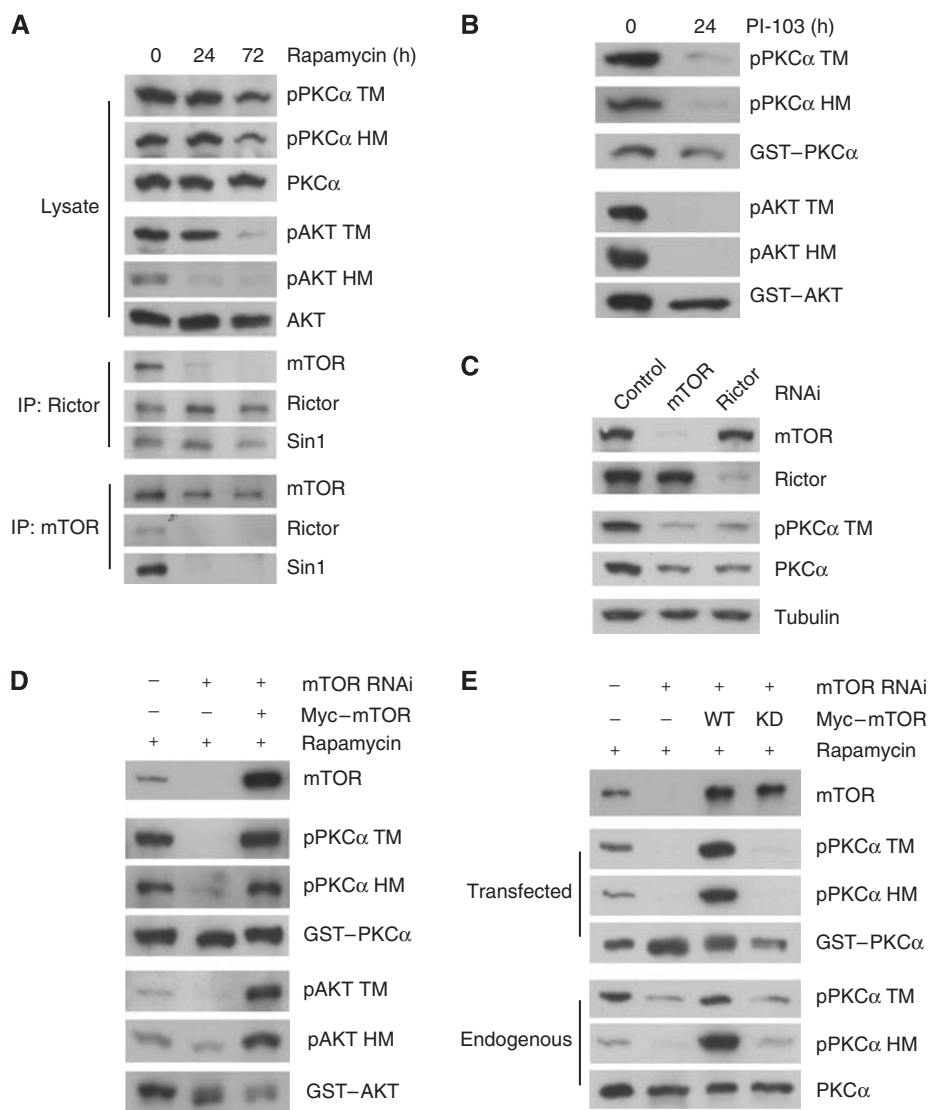 A
0 24 72 Rapamycin (h)
pPKCα TM
pPKCα HM
PKCα
Lysate
pAKT TM
pAKT HM
AKT
mTOR
IP: Rictor
Rictor
Sin1
mTOR
IP: mTOR
Rictor
Sin1
B
0 24 PI-103 (h)
pPKCα TM
pPKCα HM
GST–PKCα
pAKT TM
pAKT HM
GST–AKT
C
Control mTOR Rictor RNAi
mTOR
Rictor
pPKCα TM
PKCα
Tubulin
D
– + + mTOR RNAi
– – + Myc–mTOR
+ + + Rapamycin
mTOR
pPKCα TM
pPKCα HM
GST–PKCα
pAKT TM
pAKT HM
GST–AKT
E
– + + + mTOR RNAi
– – WT KD Myc–mTOR
+ + + + Rapamycin
mTOR
pPKCα TM
Transfected
pPKCα HM
GST–PKCα
pPKCα TM
Endogenous
pPKCα HM
PKCα